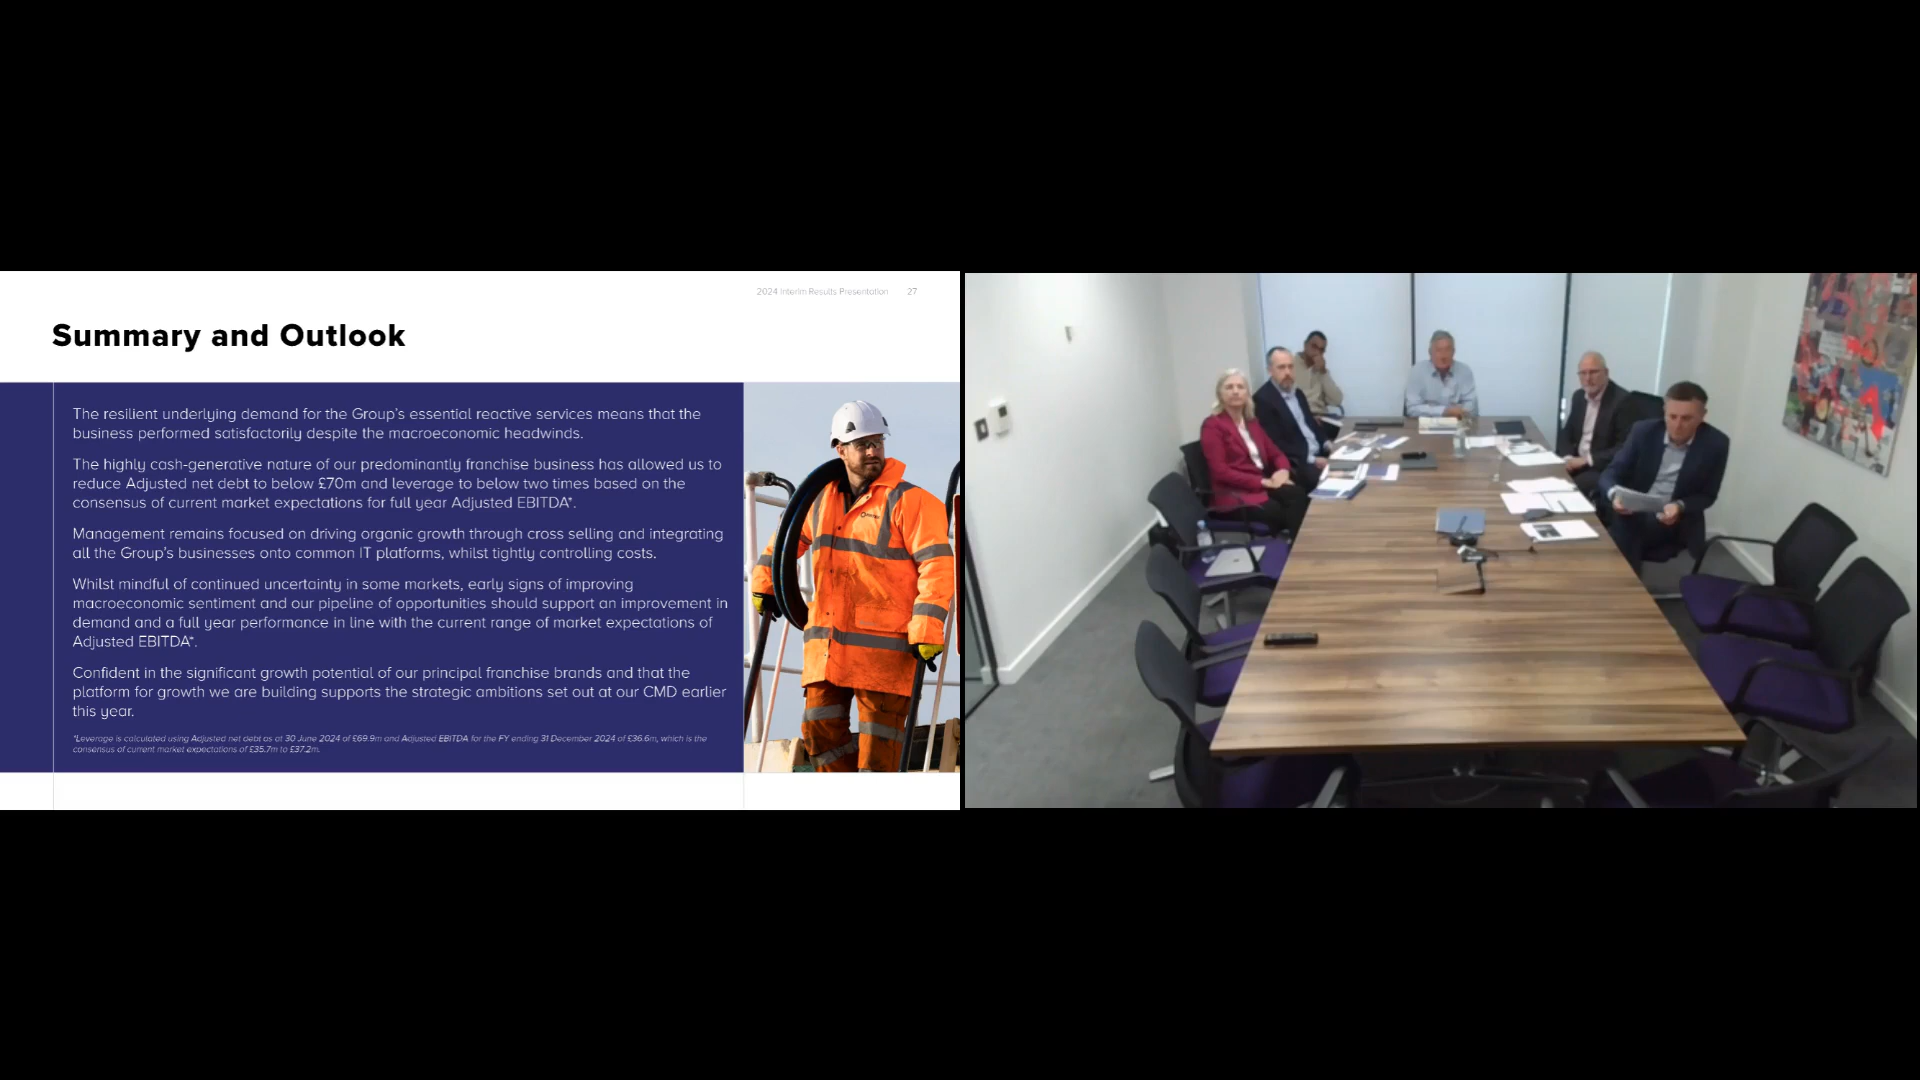 2024 Interim Results Presentation 27
Summary and Outlook
The resilient underlying demand for the Group's essential reactive services means that the
business performed satisfactorily despite the macroeconomic headwinds.
The highly cash-generative nature of our predominantly franchise business has allowed us to
reduce Adjusted net debt to below £70m and leverage to below two times based on the
consensus of current market expectations for full year Adjusted EBITDA*.
Management remains focused on driving organic growth through cross selling and integrating
all the Group's businesses onto common IT platforms, whilst tightly controlling costs.
Whilst mindful of continued uncertainty in some markets, early signs of improving
macroeconomic sentiment and our pipeline of opportunities should support an improvement in
demand and a full year performance in line with the current range of market expectations of
Adjusted EBITDA*.
Confident in the significant growth potential of our principal franchise brands and that the
platform for growth we are building supports the strategic ambitions set out at our CMD earlier
this year.
*Leverage is calculated using Adjusted net debt as at 30 June 2024 of £69.9m and Adjusted EBITDA for the FY ending 31 December 2024 of £36.6m, which is the
consensus of current market expectations of £35.7m to £37.2m.